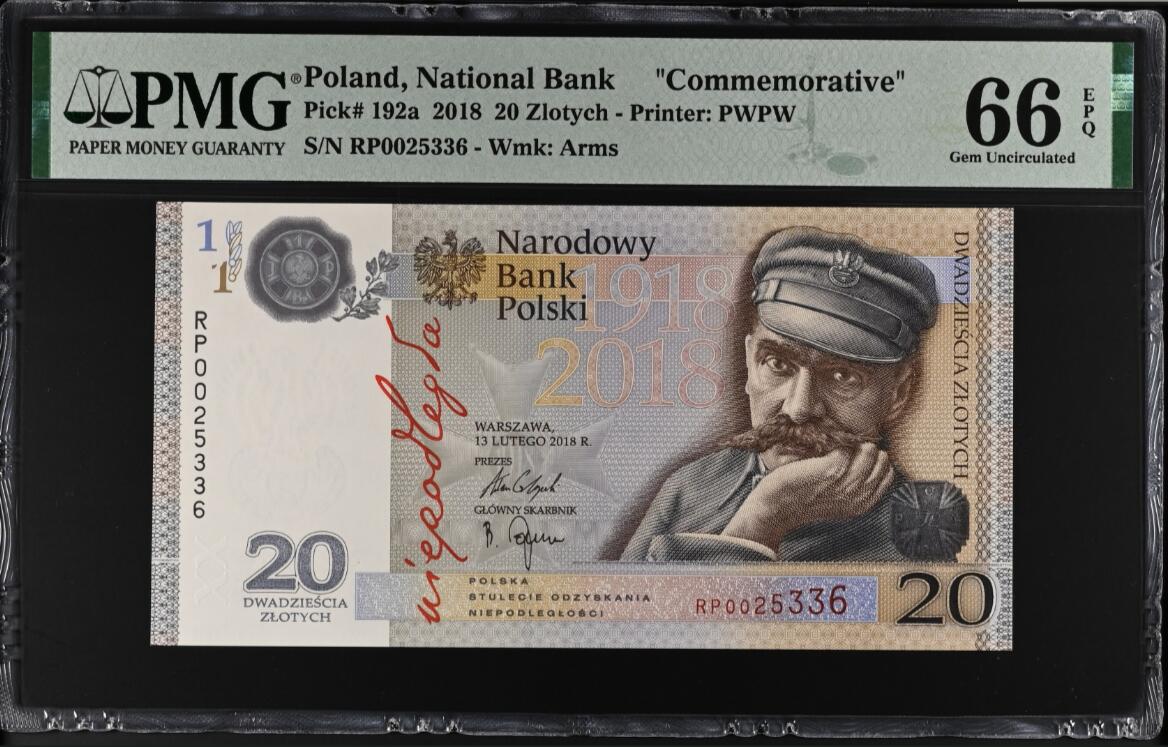 PMG® Poland, National Bank "Commemorative"
PAPER MONEY GUARANTY
Pick# 192a 2018 20 Zlotych - Printer: PWPW
S/N RP0025336 - Wmk: Arms
66 EPQ
Gem Uncirculated
1
1
Narodowy
Bank
Polski
1918
2018
niepodległa
RP0025336
WARSZAWA,
13 LUTEGO 2018 R.
PREZES
GŁÓWNY SKARBNIK
DWADZIEŚCIA ZŁOTYCH
20
DWADZIEŚCIA
ZŁOTYCH
POLSKA
STULECIE ODZYSKANIA
NIEPODLEGŁOŚCI
RP0025336
20